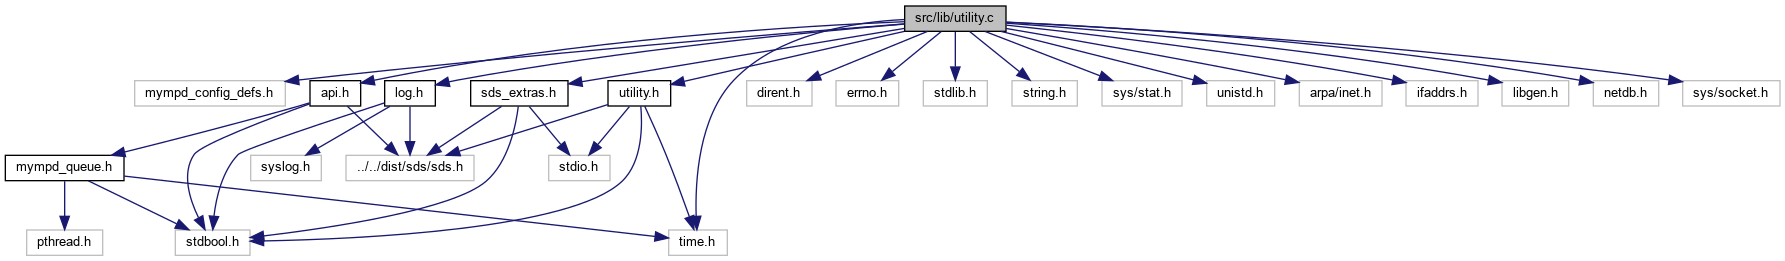 src/lib/utility.c
mympd_config_defs.h
api.h
log.h
sds_extras.h
utility.h
dirent.h
errno.h
stdlib.h
string.h
sys/stat.h
unistd.h
arpa/inet.h
ifaddrs.h
libgen.h
netdb.h
sys/socket.h
mympd_queue.h
syslog.h
../../dist/sds/sds.h
stdio.h
pthread.h
stdbool.h
time.h